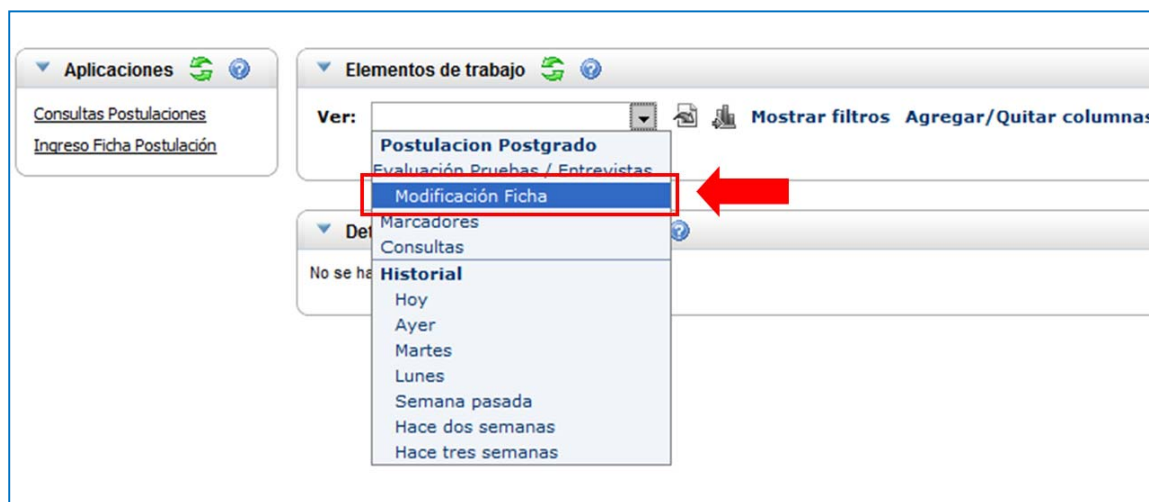 Aplicaciones
Consultas Postulaciones
Ingreso Ficha Postulación
Elementos de trabajo
Ver:
Mostrar filtros Agregar/Quitar columnas
Postulacion Postgrado
Evaluación Pruebas / Entrevistas
Modificación Ficha
Marcadores
Consultas
Historial
Hoy
Ayer
Martes
Lunes
Semana pasada
Hace dos semanas
Hace tres semanas
No se ha